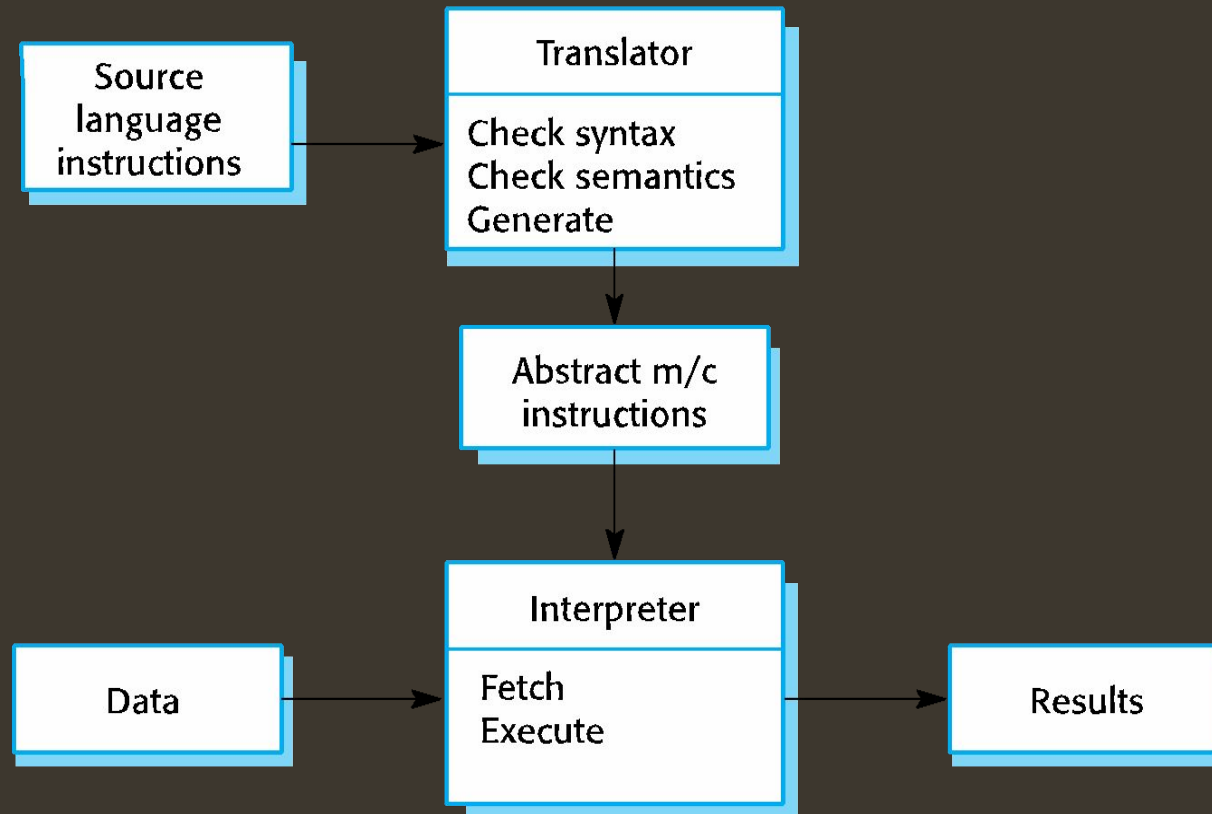 Source
language
instructions
Translator
Check syntax
Check semantics
Generate
Abstract m/c
instructions
Interpreter
Fetch
Execute
Data
Results